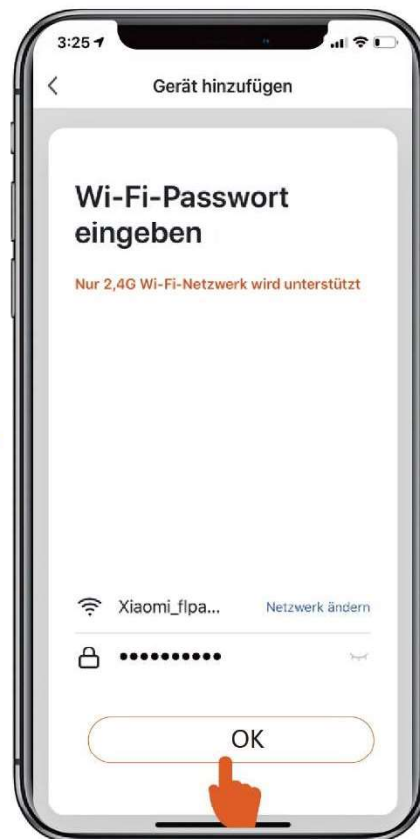 3:25
Gerät hinzufügen
Wi-Fi-Passwort
eingeben
Nur 2,4G Wi-Fi-Netzwerk wird unterstützt
Xiaomi_flpa... Netzwerk ändern
••••••••••
OK